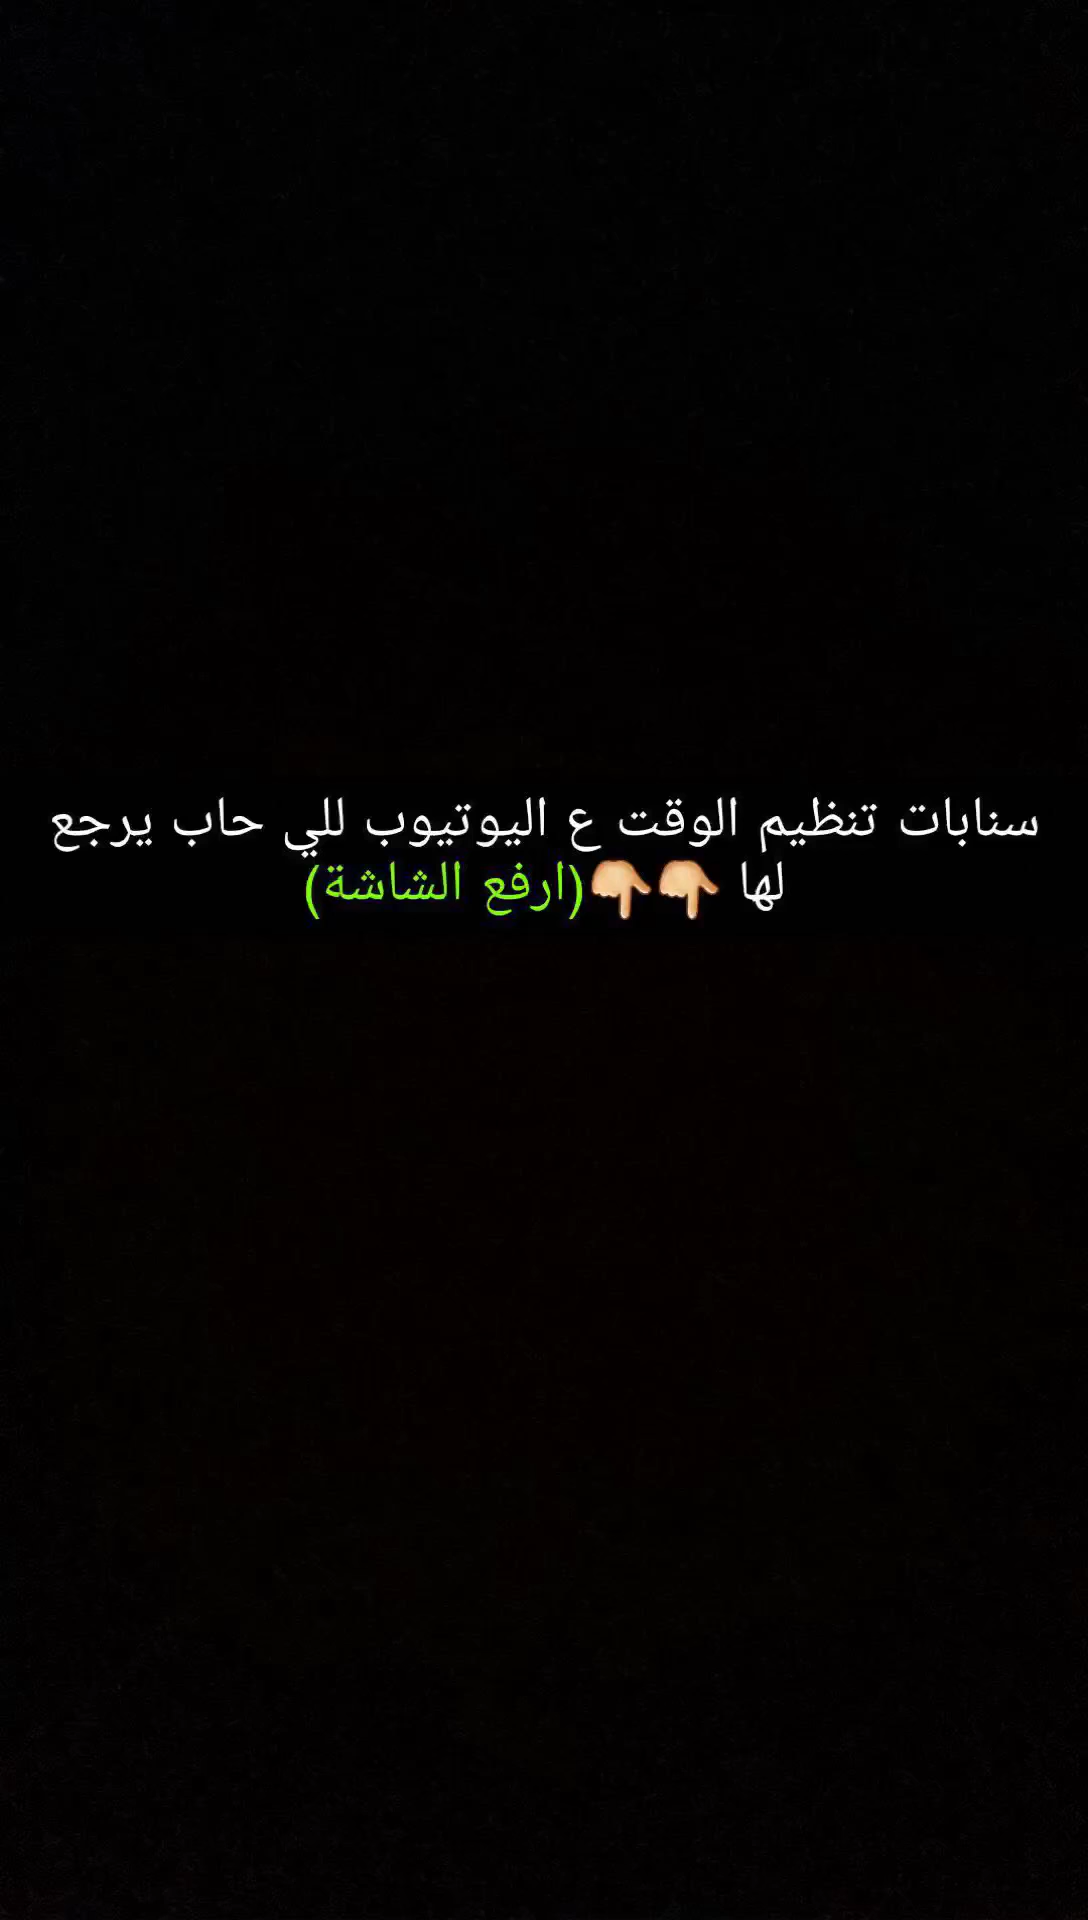 سنابات تنظيم الوقت ع اليوتيوب للي حاب يرجع
لها 👇🏼👇🏼(ارفع الشاشة)